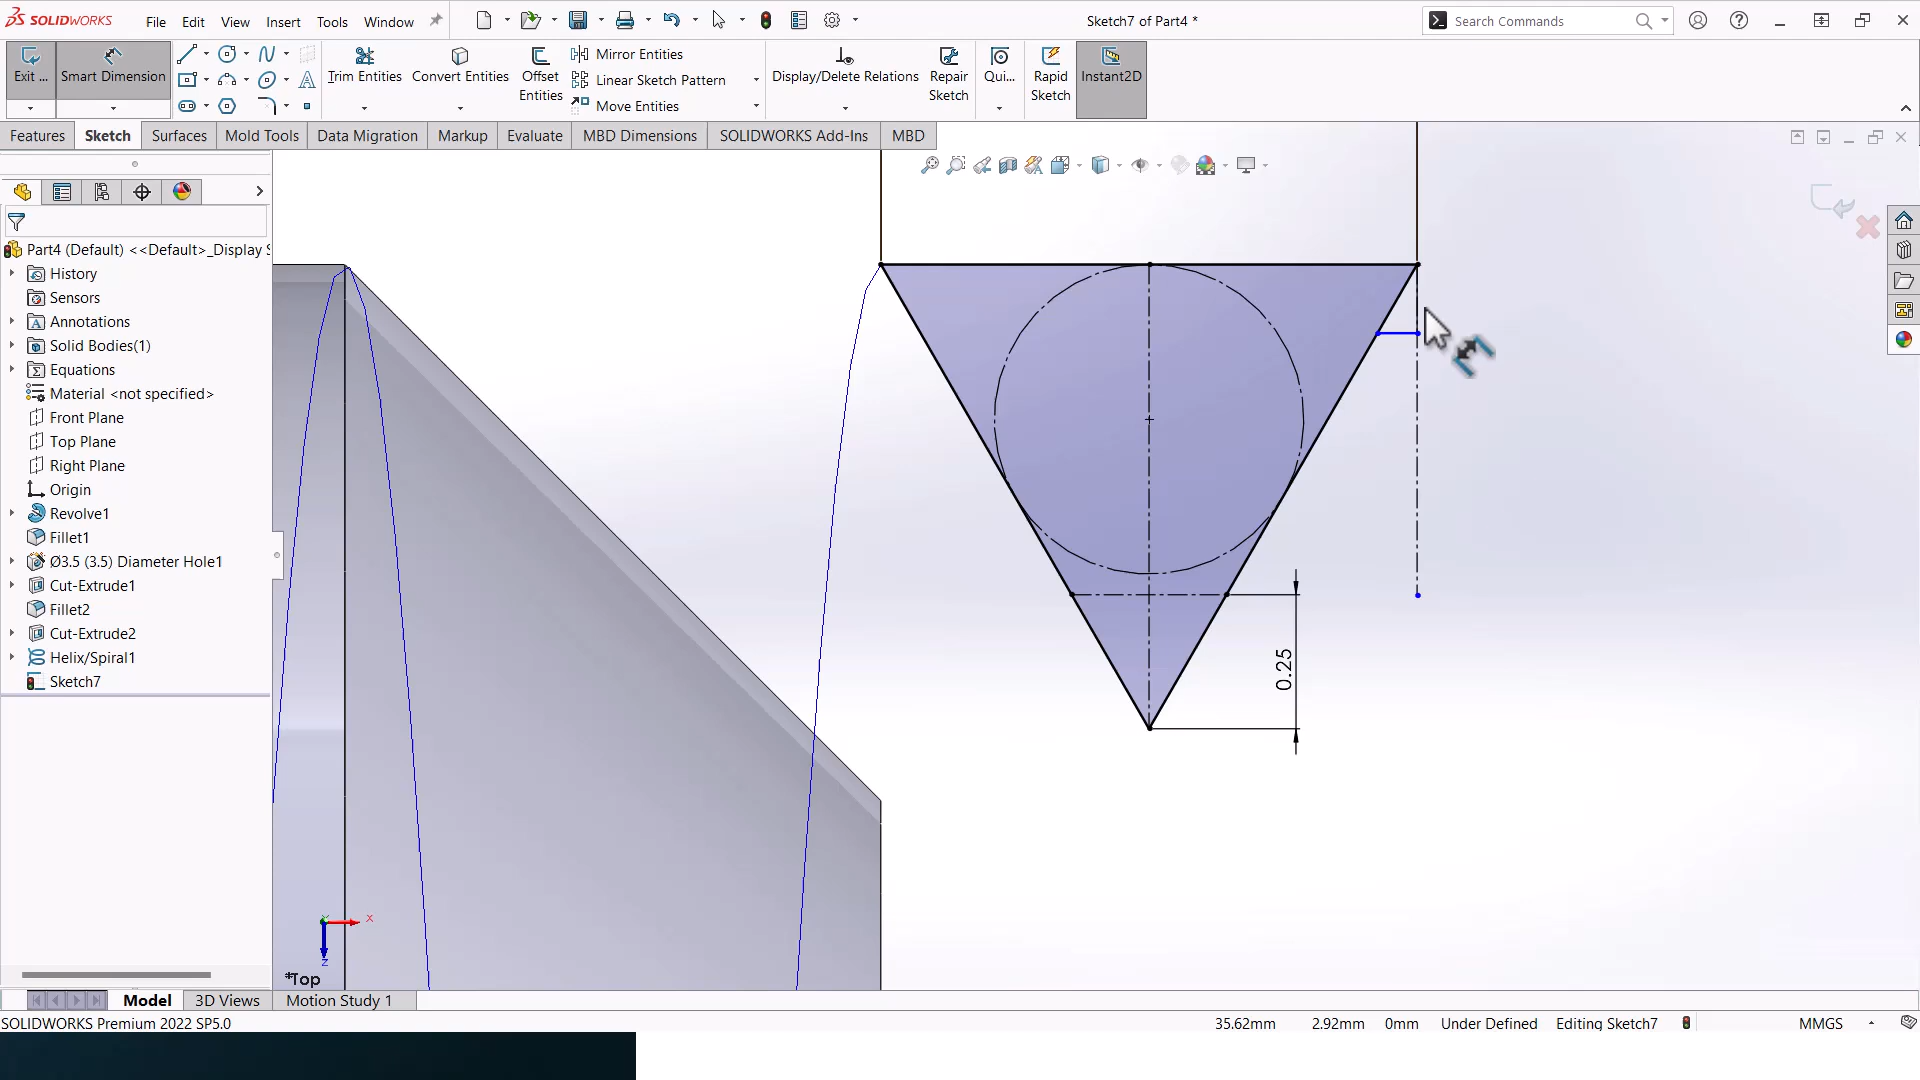 SOLIDWORKS File Edit View Insert Tools Window Sketch7 of Part4 * Search Commands
Exit ... Smart Dimension Trim Entities Convert Entities Offset Entities Mirror Entities Linear Sketch Pattern Move Entities Display/Delete Relations Repair Sketch Qui... Rapid Sketch Instant2D
Features Sketch Surfaces Mold Tools Data Migration Markup Evaluate MBD Dimensions SOLIDWORKS Add-Ins MBD
Part4 (Default) <<Default>_Display
History
Sensors
Annotations
Solid Bodies(1)
Equations
Material <not specified>
Front Plane
Top Plane
Right Plane
Origin
Revolve1
Fillet1
Ø3.5 (3.5) Diameter Hole1
Cut-Extrude1
Fillet2
Cut-Extrude2
Helix/Spiral1
Sketch7
0.25
Y
X
Z
*Top
Model 3D Views Motion Study 1
SOLIDWORKS Premium 2022 SP5.0 35.62mm 2.92mm 0mm Under Defined Editing Sketch7 MMGS